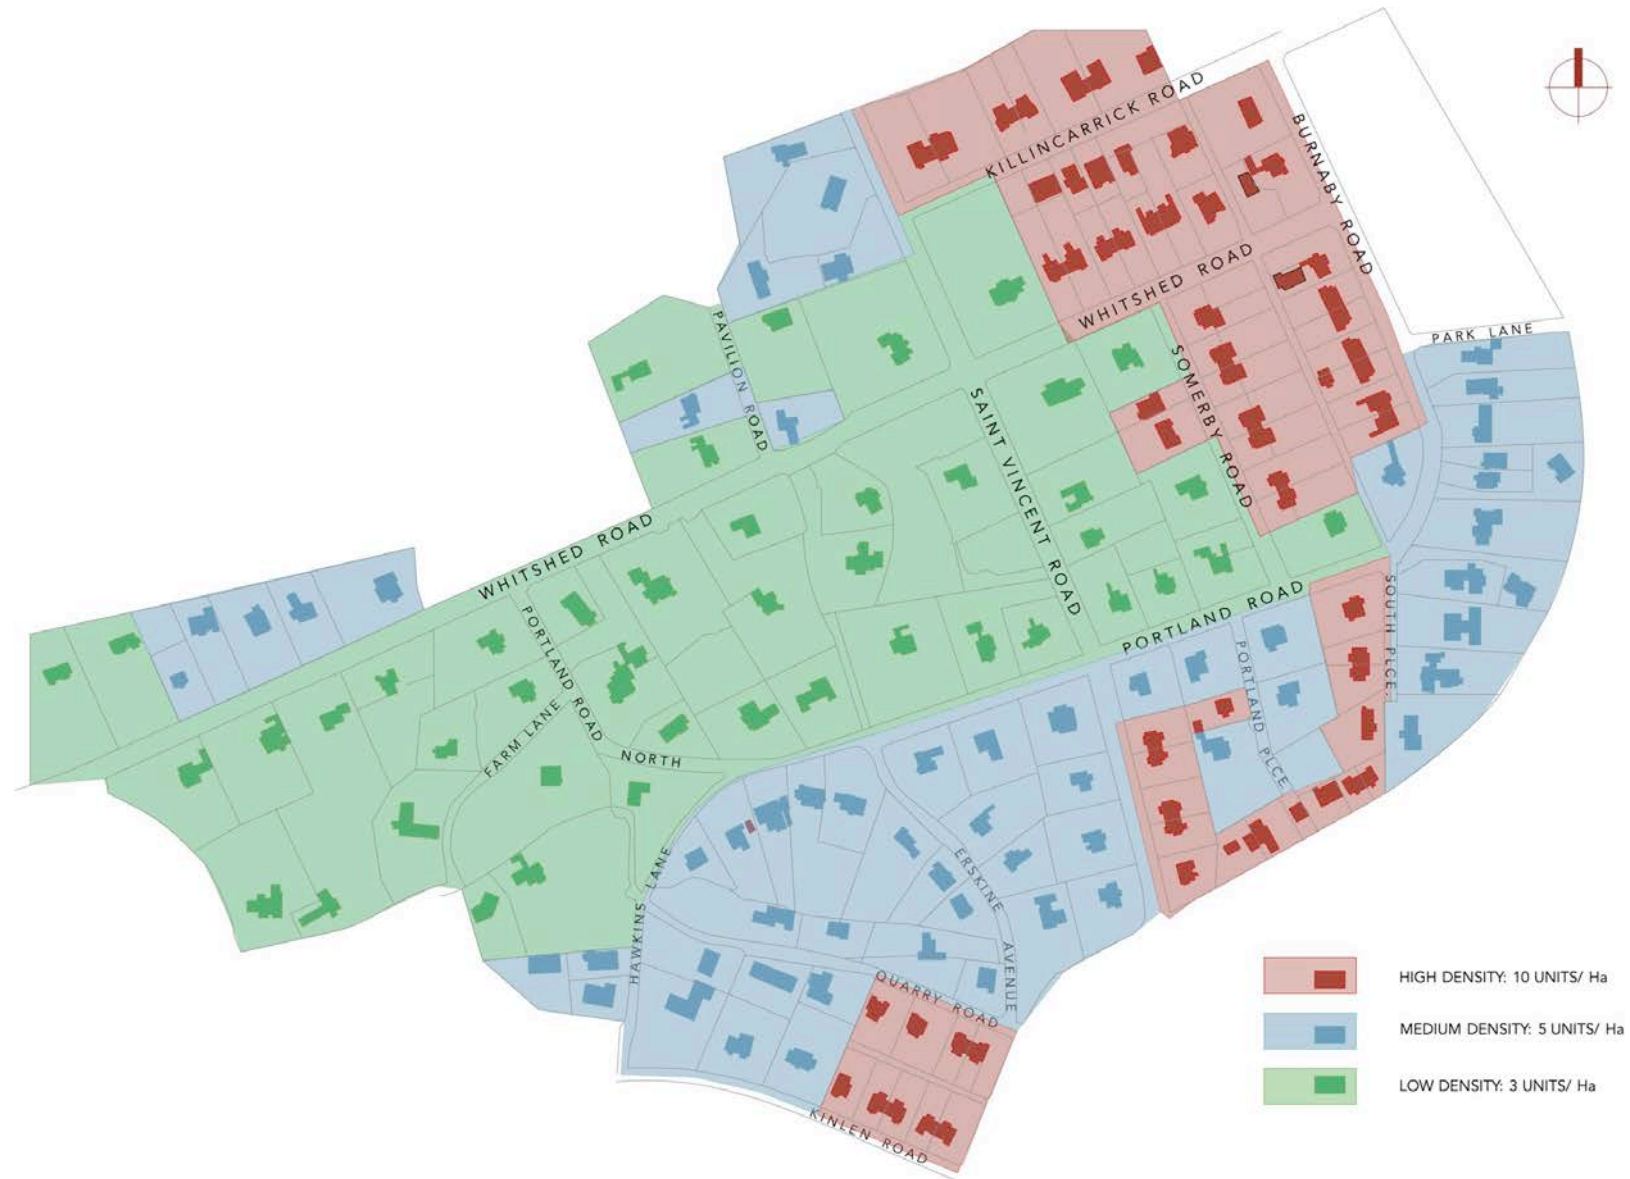 KILLINCARRICK ROAD
BURNABY ROAD
WHITSHED ROAD
PARK LANE
PAVILION ROAD
SAINT VINCENT ROAD
SOMERBY ROAD
WHITSHED ROAD
PORTLAND ROAD
SOUTH PLCE.
PORTLAND ROAD
PORTLAND PLCE.
FARM LANE
NORTH
HAWKINS LANE
ERSKINE AVENUE
QUARRY ROAD
KINLEN ROAD
HIGH DENSITY: 10 UNITS/ Ha
MEDIUM DENSITY: 5 UNITS/ Ha
LOW DENSITY: 3 UNITS/ Ha